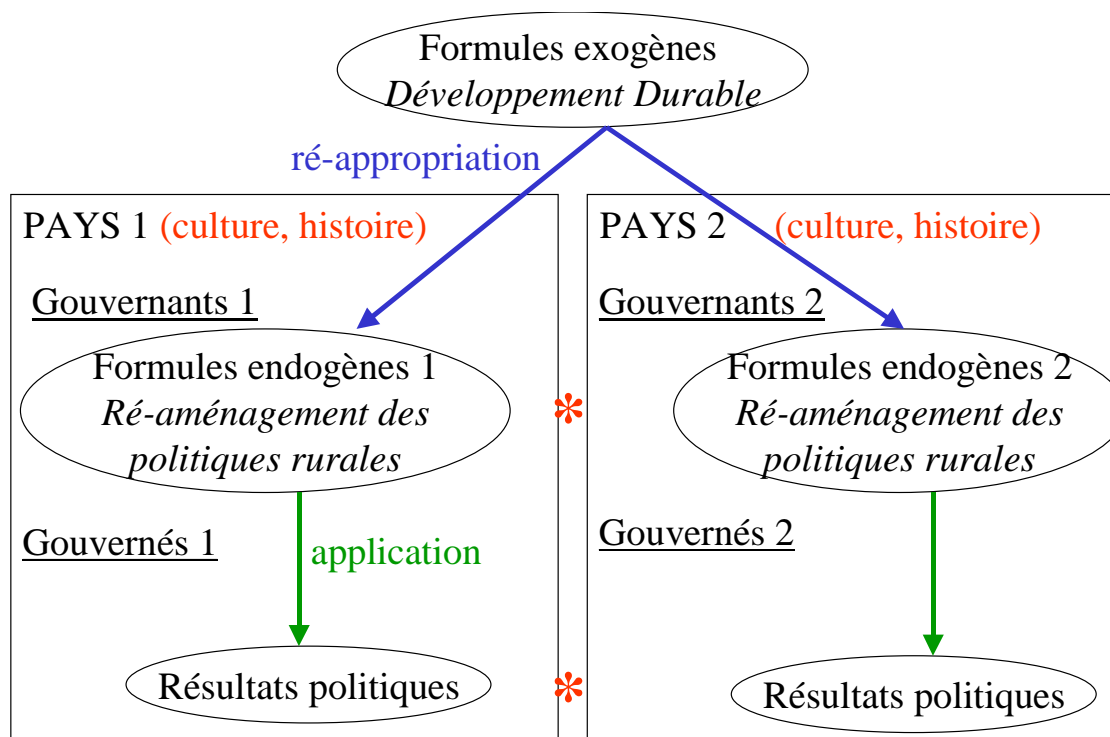 Formules exogènes
Développement Durable
ré-appropriation
PAYS 1 (culture, histoire)
Gouvernants 1
Formules endogènes 1
Ré-aménagement des
politiques rurales
Gouvernés 1
application
Résultats politiques
*
*
PAYS 2 (culture, histoire)
Gouvernants 2
Formules endogènes 2
Ré-aménagement des
politiques rurales
Gouvernés 2
Résultats politiques